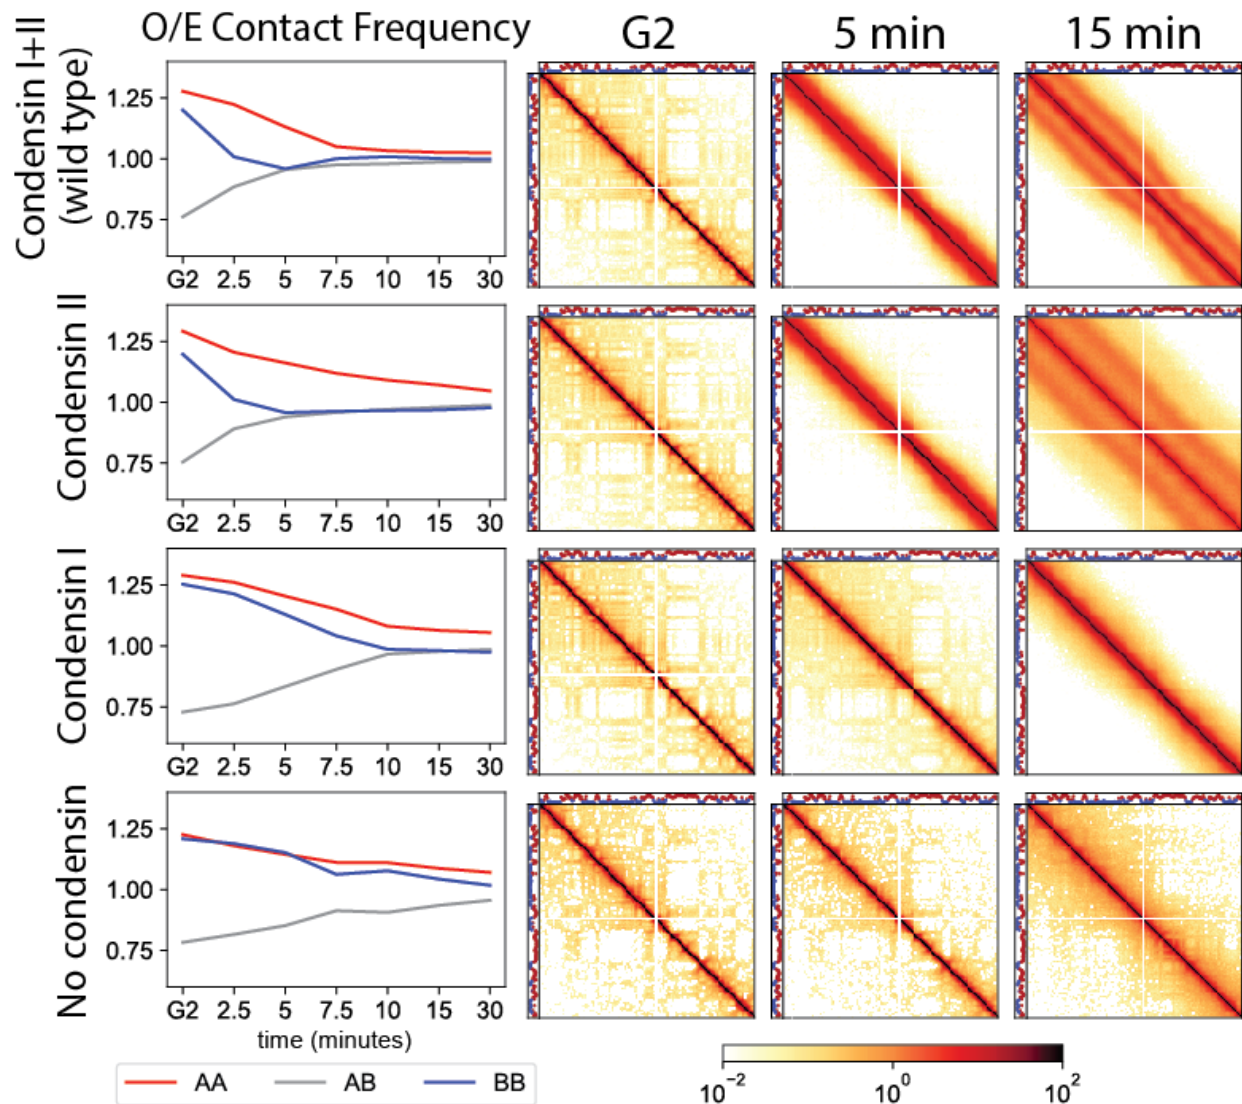 O/E Contact Frequency G2 5 min 15 min
Condensin I+II
(wild type)
1.25
1.00
0.75
G2 2.5 5 7.5 10 15 30
Condensin II
1.25
1.00
0.75
G2 2.5 5 7.5 10 15 30
Condensin I
1.25
1.00
0.75
G2 2.5 5 7.5 10 15 30
No condensin
1.25
1.00
0.75
G2 2.5 5 7.5 10 15 30
time (minutes)
AA AB BB
10⁻² 10⁰ 10²